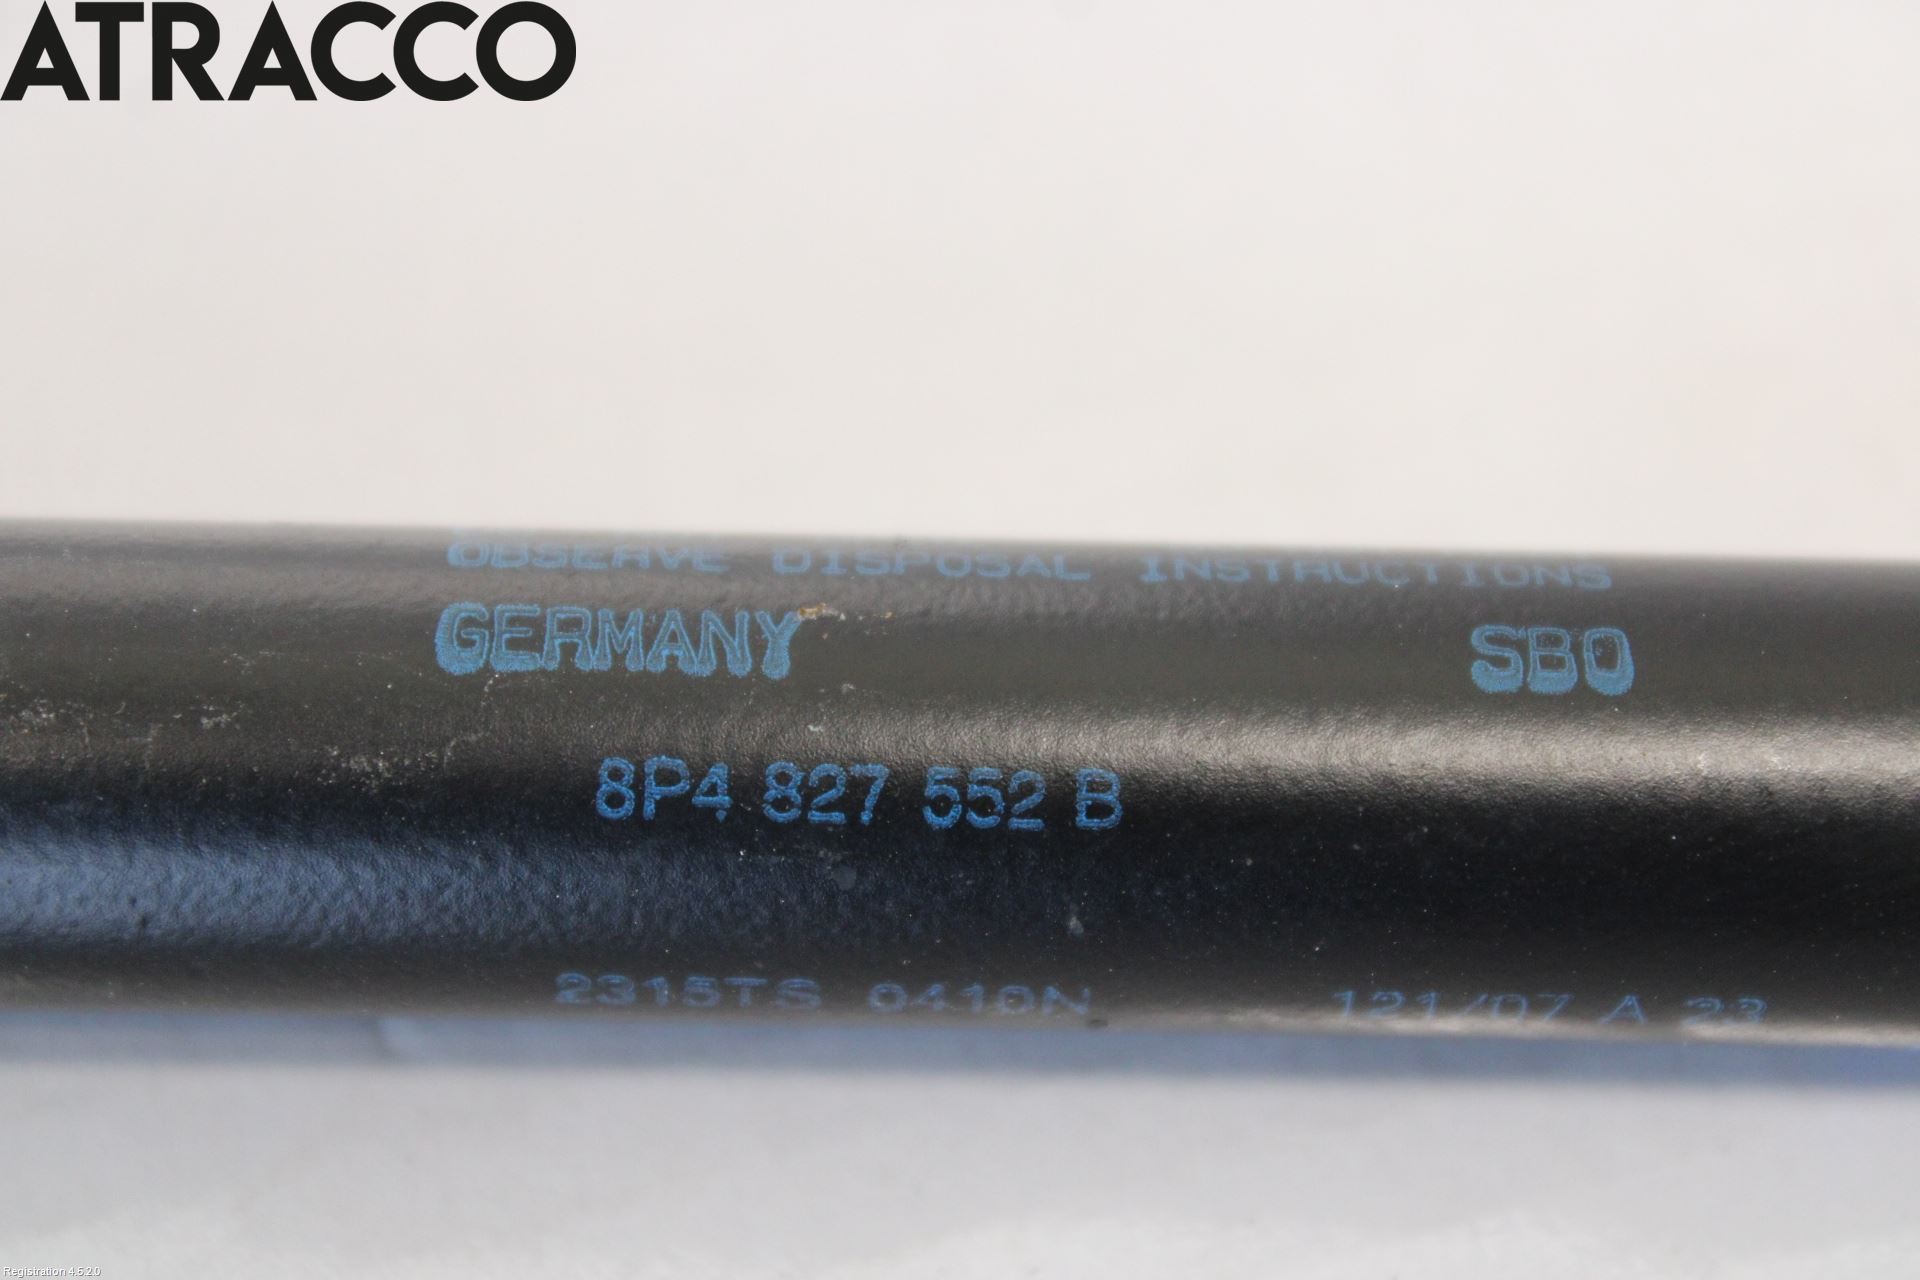 ATRACCO
OBSERVE DISPOSAL INSTRUCTIONS
GERMANY SBO
8P4 827 552 B
2315TS 0410N 121/07 A 23
Registration 4.5.2.0